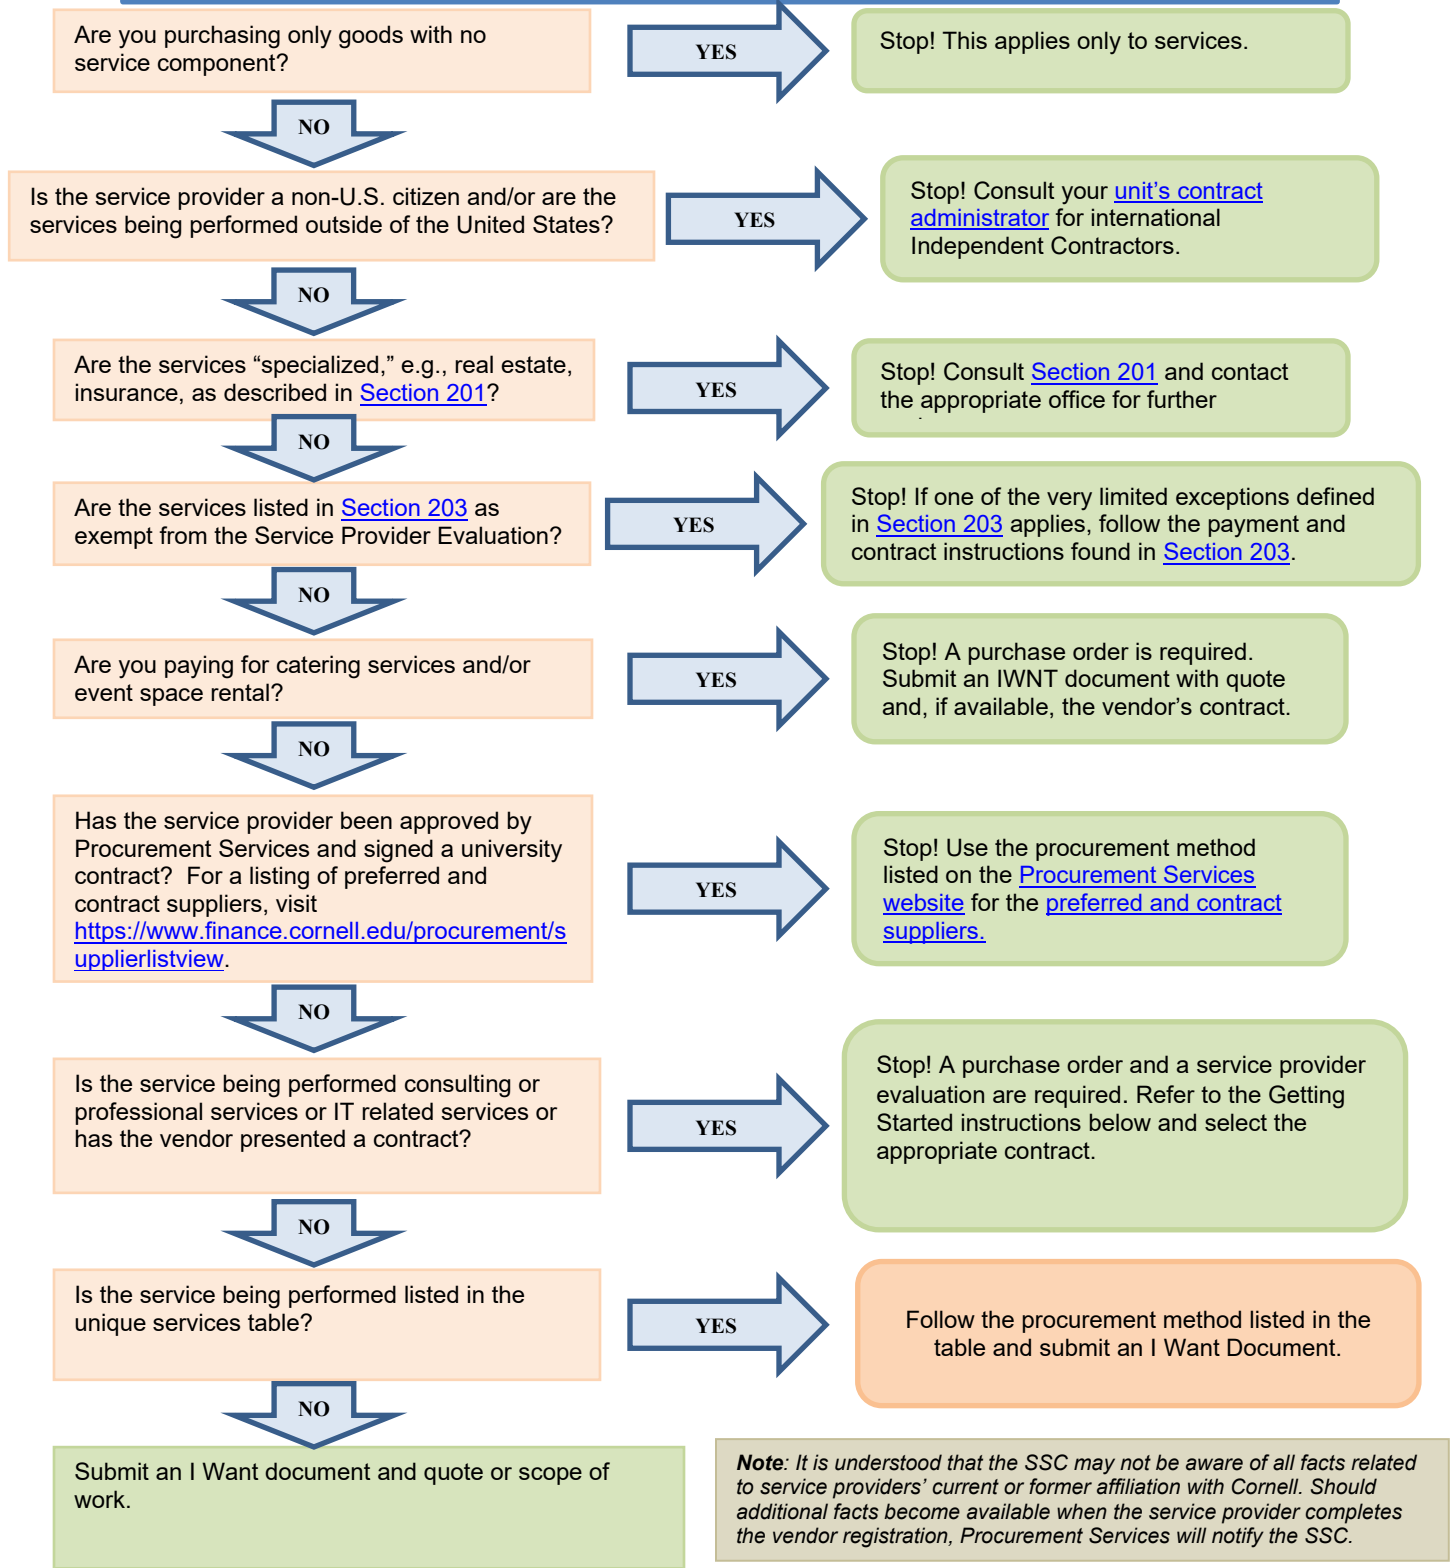 Are you purchasing only goods with no
service component?
YES
Stop! This applies only to services.
NO
Is the service provider a non-U.S. citizen and/or are the
services being performed outside of the United States?
YES
Stop! Consult your unit's contract
administrator for international
Independent Contractors.
NO
Are the services “specialized,” e.g., real estate,
insurance, as described in Section 201?
YES
Stop! Consult Section 201 and contact
the appropriate office for further
NO
Are the services listed in Section 203 as
exempt from the Service Provider Evaluation?
YES
Stop! If one of the very limited exceptions defined
in Section 203 applies, follow the payment and
contract instructions found in Section 203.
NO
Are you paying for catering services and/or
event space rental?
YES
Stop! A purchase order is required.
Submit an IWNT document with quote
and, if available, the vendor's contract.
NO
Has the service provider been approved by
Procurement Services and signed a university
contract?  For a listing of preferred and
contract suppliers, visit
https://www.finance.cornell.edu/procurement/s
upplierlistview.
YES
Stop! Use the procurement method
listed on the Procurement Services
website for the preferred and contract
suppliers.
NO
Is the service being performed consulting or
professional services or IT related services or
has the vendor presented a contract?
YES
Stop! A purchase order and a service provider
evaluation are required. Refer to the Getting
Started instructions below and select the
appropriate contract.
NO
Is the service being performed listed in the
unique services table?
YES
Follow the procurement method listed in the
table and submit an I Want Document.
NO
Submit an I Want document and quote or scope of
work.
Note: It is understood that the SSC may not be aware of all facts related
to service providers' current or former affiliation with Cornell. Should
additional facts become available when the service provider completes
the vendor registration, Procurement Services will notify the SSC.